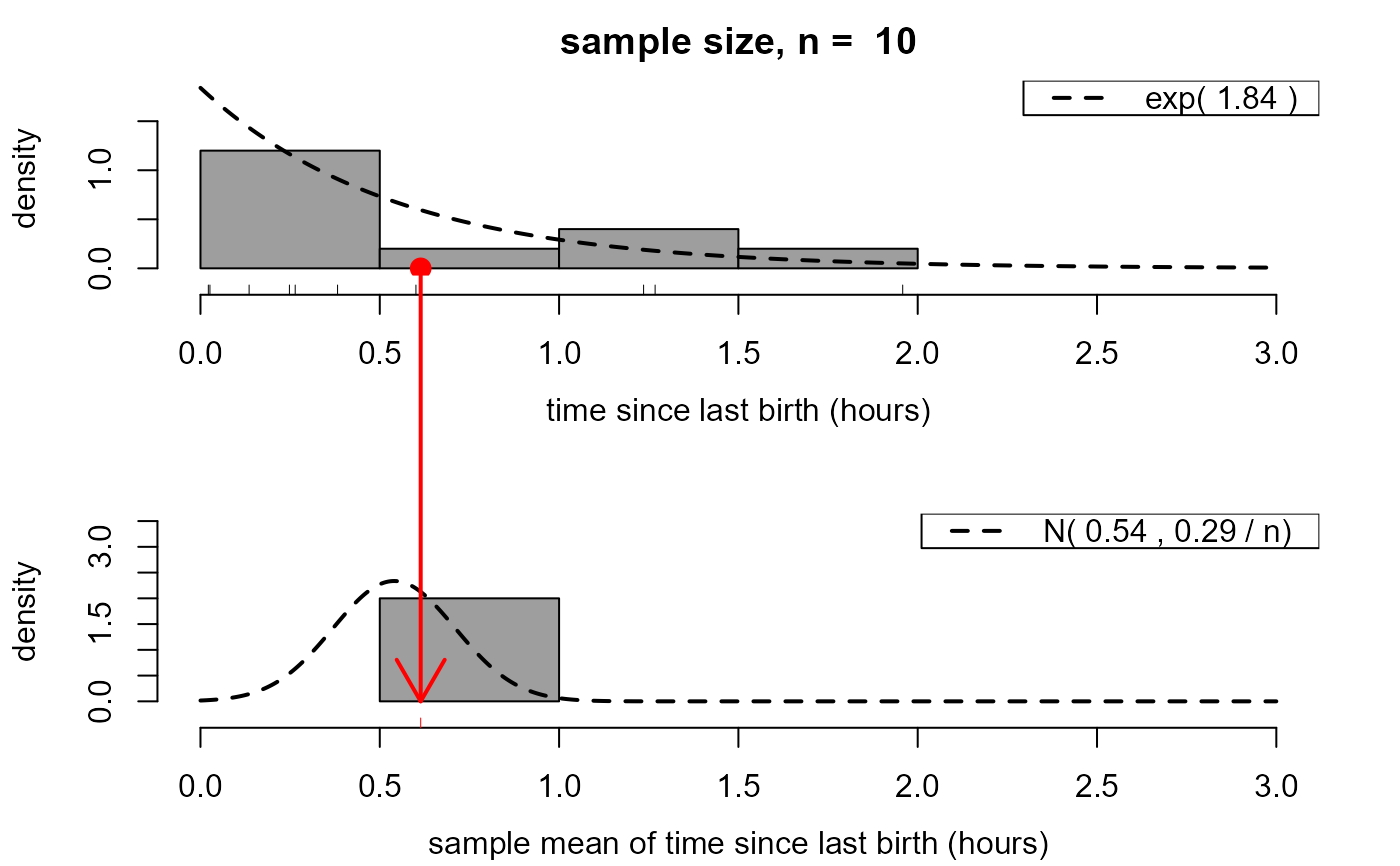 sample size, n =  10
exp( 1.84 )
density
1.0
0.0
0.0 0.5 1.0 1.5 2.0 2.5 3.0
time since last birth (hours)
N( 0.54 , 0.29 / n)
density
3.0
1.5
0.0
0.0 0.5 1.0 1.5 2.0 2.5 3.0
sample mean of time since last birth (hours)